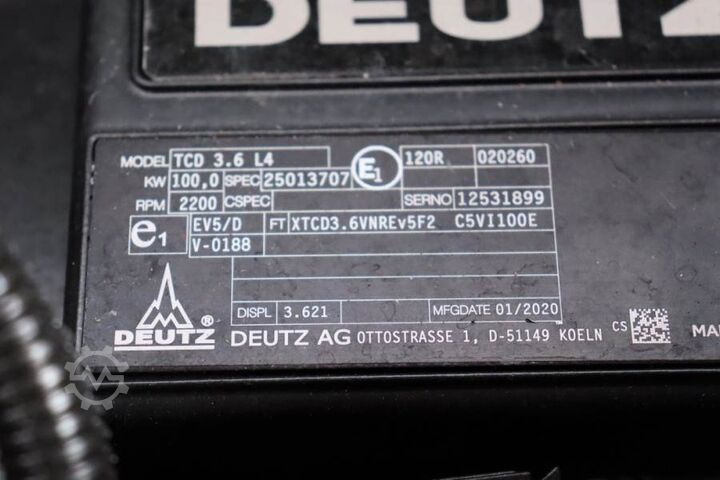 DEUTZ
MODEL TCD 3.6 L4 E1 120R 020260
KW 100,0 SPEC 25013707
RPM 2200 CSPEC SERNO 12531899
e1 EV5/D FT XTCD3.6VNREv5F2 C5VI100E
V-0188
DISPL 3.621 MFGDATE 01/2020
DEUTZ ® DEUTZ AG OTTOSTRASSE 1, D-51149 KOELN CS